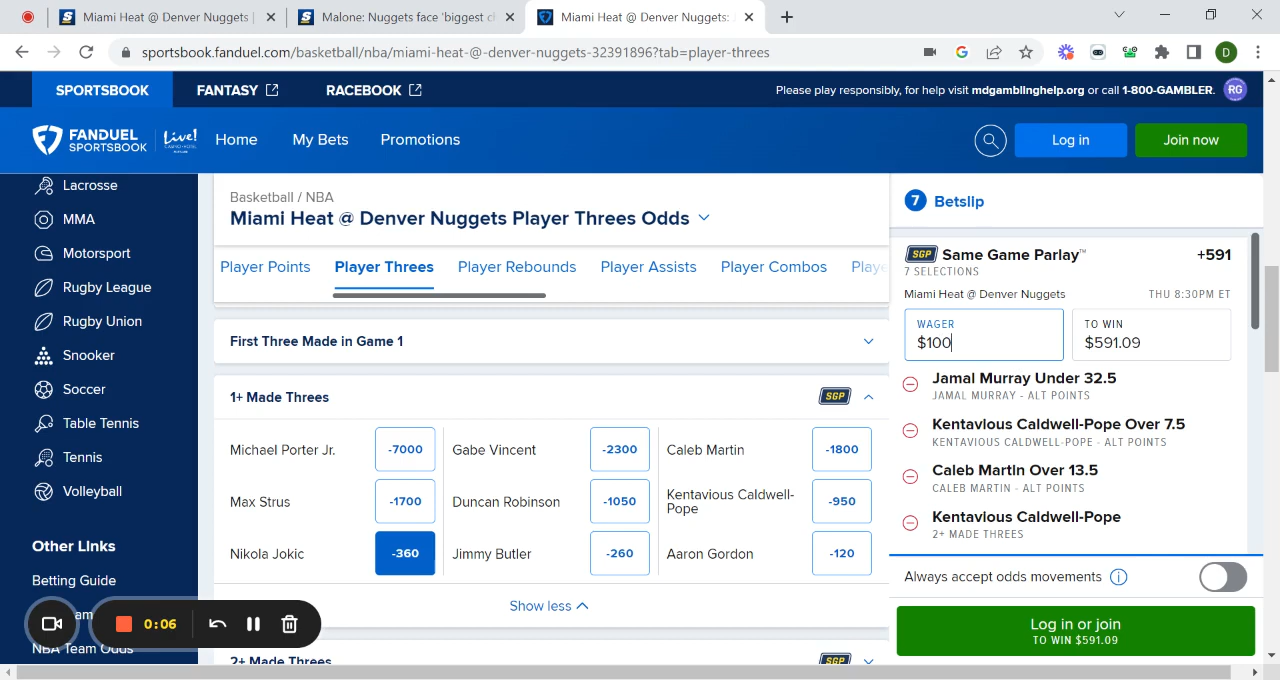 Miami Heat @ Denver Nuggets |
Malone: Nuggets face 'biggest ch
Miami Heat @ Denver Nuggets:
sportsbook.fanduel.com/basketball/nba/miami-heat-@-denver-nuggets-32391896?tab=player-threes
D
SPORTSBOOK
FANTASY
RACEBOOK
Please play responsibly, for help visit mdgamblinghelp.org or call 1-800-GAMBLER.
RG
FANDUEL
SPORTSBOOK
Live!
Home
My Bets
Promotions
Log in
Join now
Lacrosse
MMA
Motorsport
Rugby League
Rugby Union
Snooker
Soccer
Table Tennis
Tennis
Volleyball
Other Links
Betting Guide
NBA Team Odds
0:06
Basketball / NBA
Miami Heat @ Denver Nuggets Player Threes Odds
Player Points
Player Threes
Player Rebounds
Player Assists
Player Combos
Playe
First Three Made in Game 1
1+ Made Threes
SGP
Michael Porter Jr.
-7000
Gabe Vincent
-2300
Caleb Martin
-1800
Max Strus
-1700
Duncan Robinson
-1050
Kentavious Caldwell-
Pope
-950
Nikola Jokic
-360
Jimmy Butler
-260
Aaron Gordon
-120
Show less
2+ Made Threes
SGP
7
Betslip
SGP
Same Game Parlay™
+591
7 SELECTIONS
Miami Heat @ Denver Nuggets
THU 8:30PM ET
WAGER
$100
TO WIN
$591.09
Jamal Murray Under 32.5
JAMAL MURRAY - ALT POINTS
Kentavious Caldwell-Pope Over 7.5
KENTAVIOUS CALDWELL-POPE - ALT POINTS
Caleb Martin Over 13.5
CALEB MARTIN - ALT POINTS
Kentavious Caldwell-Pope
2+ MADE THREES
Always accept odds movements
Log in or join
TO WIN $591.09